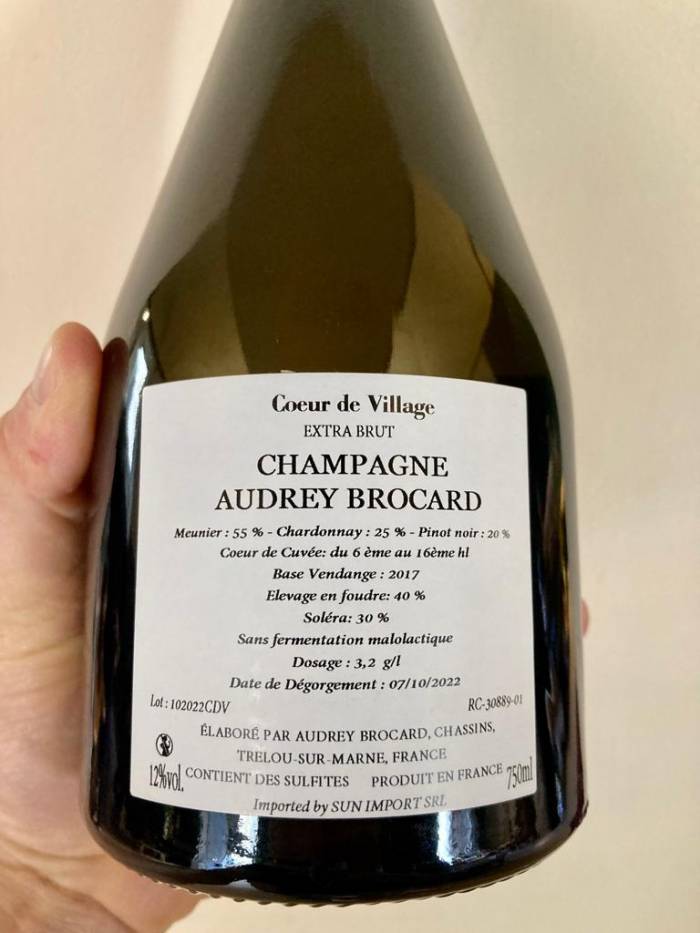 Coeur de Village
EXTRA BRUT
CHAMPAGNE
AUDREY BROCARD
Meunier : 55 % - Chardonnay : 25 % - Pinot noir : 20 %
Coeur de Cuvée: du 6 ème au 16ème hl
Base Vendange : 2017
Elevage en foudre: 40 %
Soléra: 30 %
Sans fermentation malolactique
Dosage : 3,2 g/l
Date de Dégorgement : 07/10/2022
Lot : 102022CDV
RC-30889-01
ÉLABORÉ PAR AUDREY BROCARD, CHASSINS,
TRELOU-SUR-MARNE, FRANCE
12%vol. CONTIENT DES SULFITES PRODUIT EN FRANCE 750ml
Imported by SUN IMPORT SRL